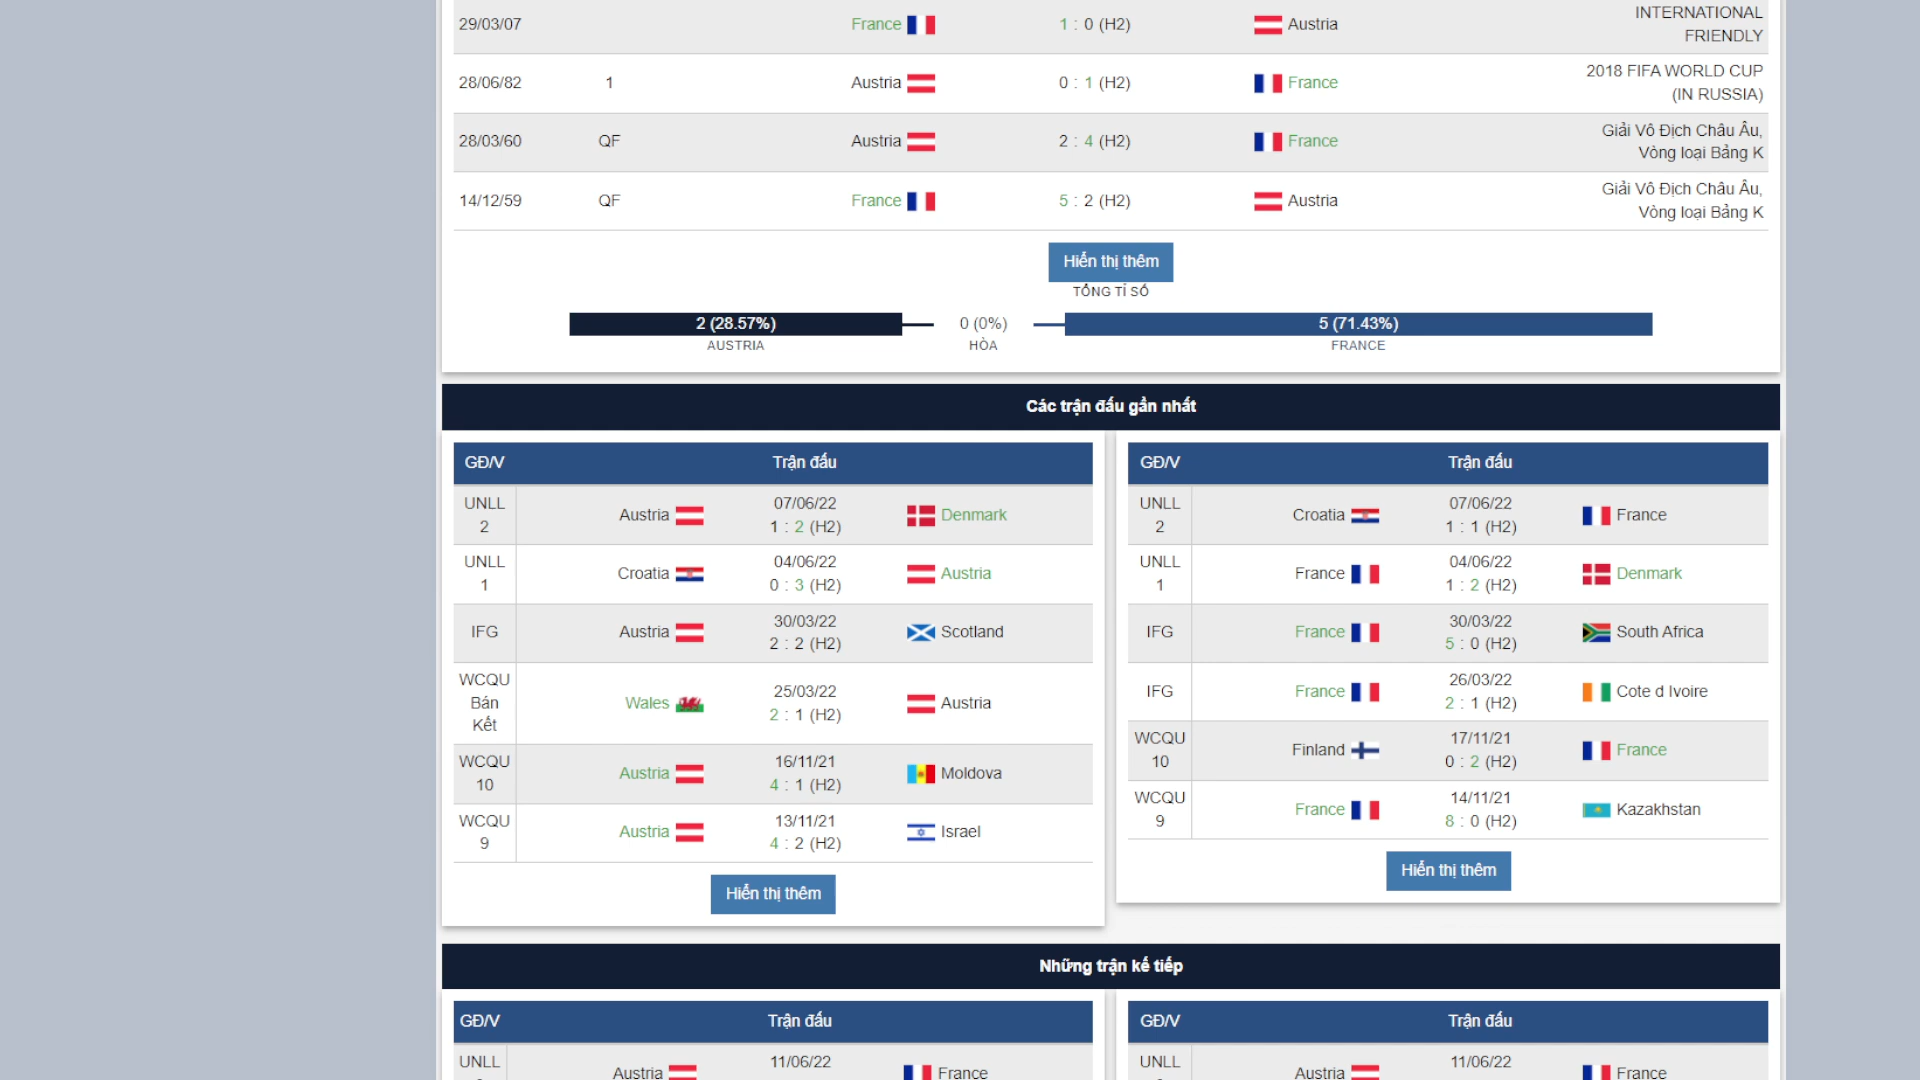 29/03/07 France 1 : 0 (H2) Austria INTERNATIONAL
FRIENDLY
28/06/82 1 Austria 0 : 1 (H2) France 2018 FIFA WORLD CUP
(IN RUSSIA)
28/03/60 QF Austria 2 : 4 (H2) France Giải Vô Địch Châu Âu,
Vòng loại Bảng K
14/12/59 QF France 5 : 2 (H2) Austria Giải Vô Địch Châu Âu,
Vòng loại Bảng K
Hiển thị thêm
TỔNG TỈ SỐ
2 (28.57%) 0 (0%) 5 (71.43%)
AUSTRIA HÒA FRANCE
Các trận đấu gần nhất
GĐ/V Trận đấu
UNLL
2
Austria 07/06/22 Denmark
1 : 2 (H2)
UNLL
1
Croatia 04/06/22 Austria
0 : 3 (H2)
IFG
Austria 30/03/22 Scotland
2 : 2 (H2)
WCQU
Bán
Kết
Wales 25/03/22 Austria
2 : 1 (H2)
WCQU
10
Austria 16/11/21 Moldova
4 : 1 (H2)
WCQU
9
Austria 13/11/21 Israel
4 : 2 (H2)
Hiển thị thêm
GĐ/V Trận đấu
UNLL
2
Croatia 07/06/22 France
1 : 1 (H2)
UNLL
1
France 04/06/22 Denmark
1 : 2 (H2)
IFG
France 30/03/22 South Africa
5 : 0 (H2)
IFG
France 26/03/22 Cote d Ivoire
2 : 1 (H2)
WCQU
10
Finland 17/11/21 France
0 : 2 (H2)
WCQU
9
France 14/11/21 Kazakhstan
8 : 0 (H2)
Hiển thị thêm
Những trận kế tiếp
GĐ/V Trận đấu
UNLL
Austria 11/06/22 France
GĐ/V Trận đấu
UNLL
Austria 11/06/22 France